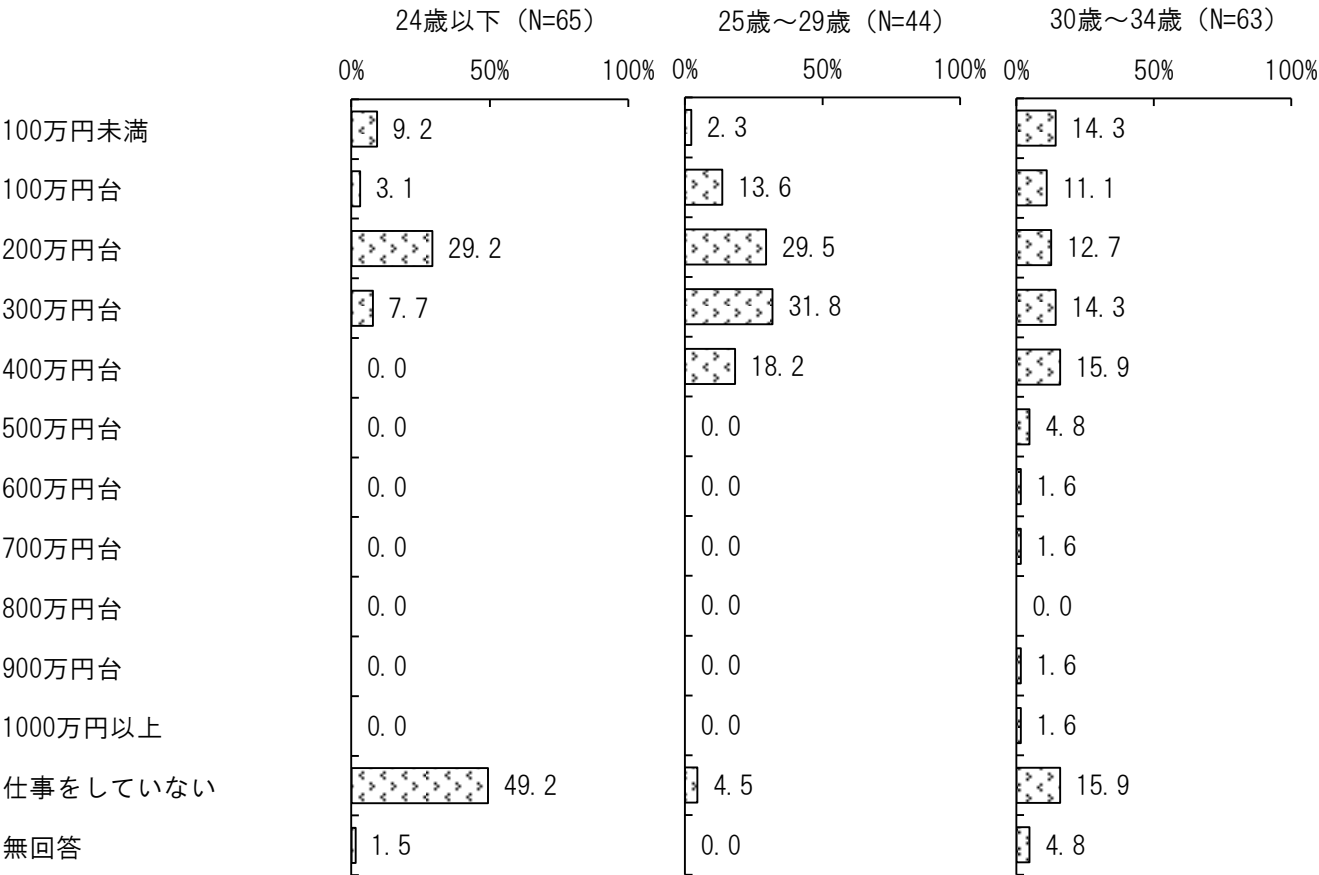 24歳以下（N=65） 25歳～29歳（N=44） 30歳～34歳（N=63）
0% 50% 100% 0% 50% 100% 0% 50% 100%
100万円未満 9.2 2.3 14.3
100万円台 3.1 13.6 11.1
200万円台 29.2 29.5 12.7
300万円台 7.7 31.8 14.3
400万円台 0.0 18.2 15.9
500万円台 0.0 0.0 4.8
600万円台 0.0 0.0 1.6
700万円台 0.0 0.0 1.6
800万円台 0.0 0.0 0.0
900万円台 0.0 0.0 1.6
1000万円以上 0.0 0.0 1.6
仕事をしていない 49.2 4.5 15.9
無回答 1.5 0.0 4.8